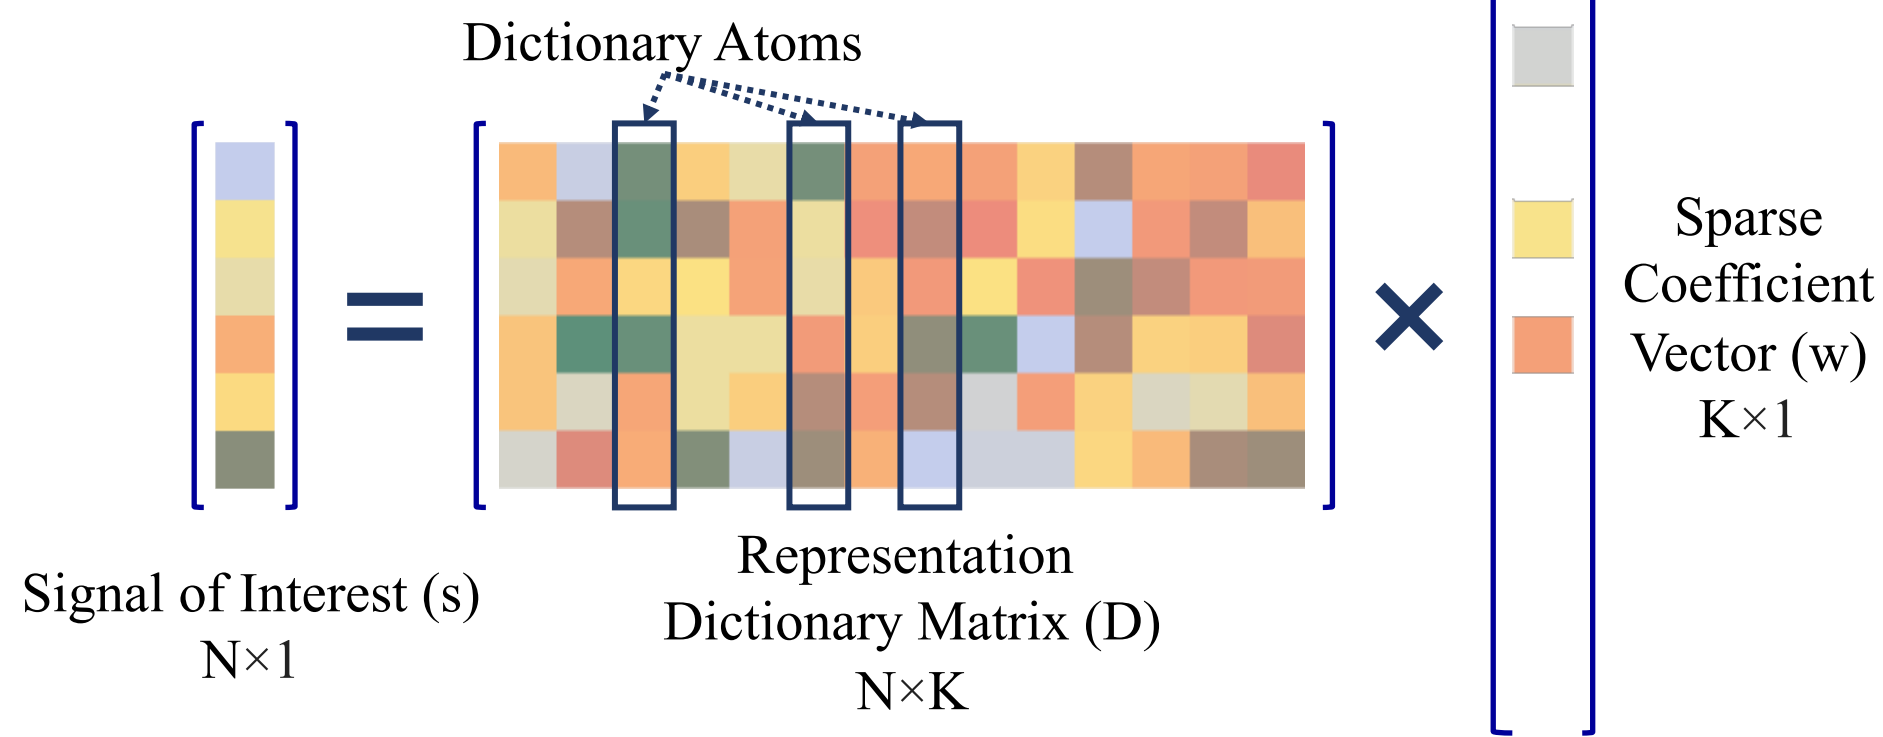 Dictionary Atoms
Signal of Interest (s)
N×1
=
Representation
Dictionary Matrix (D)
N×K
×
Sparse
Coefficient
Vector (w)
K×1